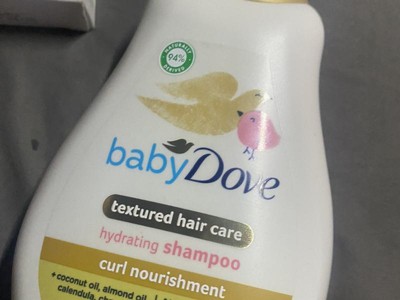 NATURALLY
94%
DERIVED
baby Dove
textured hair care
hydrating shampoo
curl nourishment
+ coconut oil, almond oil,
calendula,